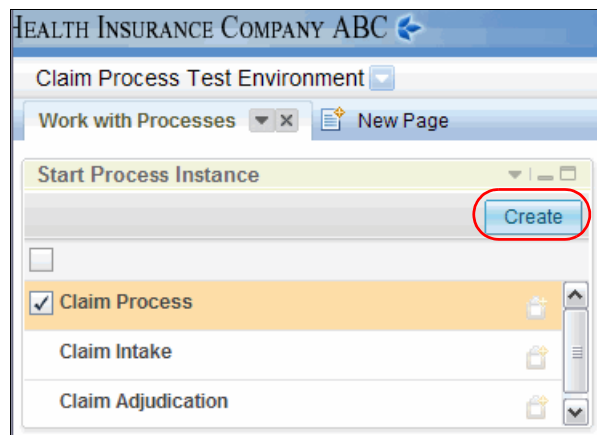 HEALTH INSURANCE COMPANY ABC
Claim Process Test Environment
Work with Processes New Page
Start Process Instance
Create
Claim Process
Claim Intake
Claim Adjudication